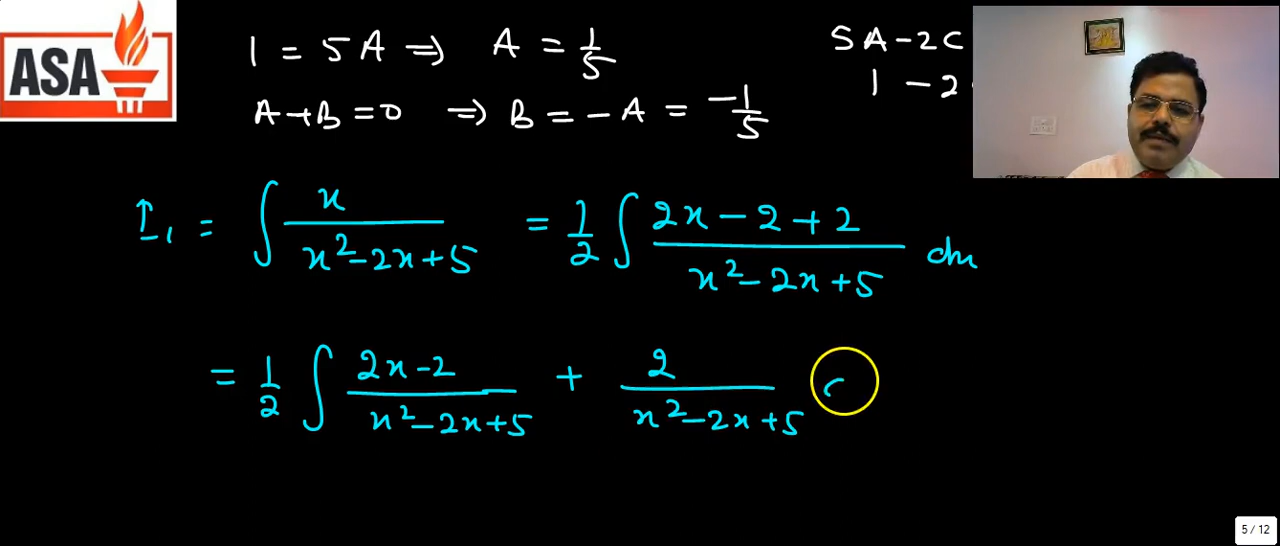 ASA
1 = 5A ⇒ A = 1/5
5A-2C
1 - 2
A+B=0 ⇒ B = -A = -1/5
I₁ = ∫ x/(x²-2x+5) = 1/2 ∫ (2x-2+2)/(x²-2x+5) dx
= 1/2 ∫ (2x-2)/(x²-2x+5) + 2/(x²-2x+5)
5 / 12